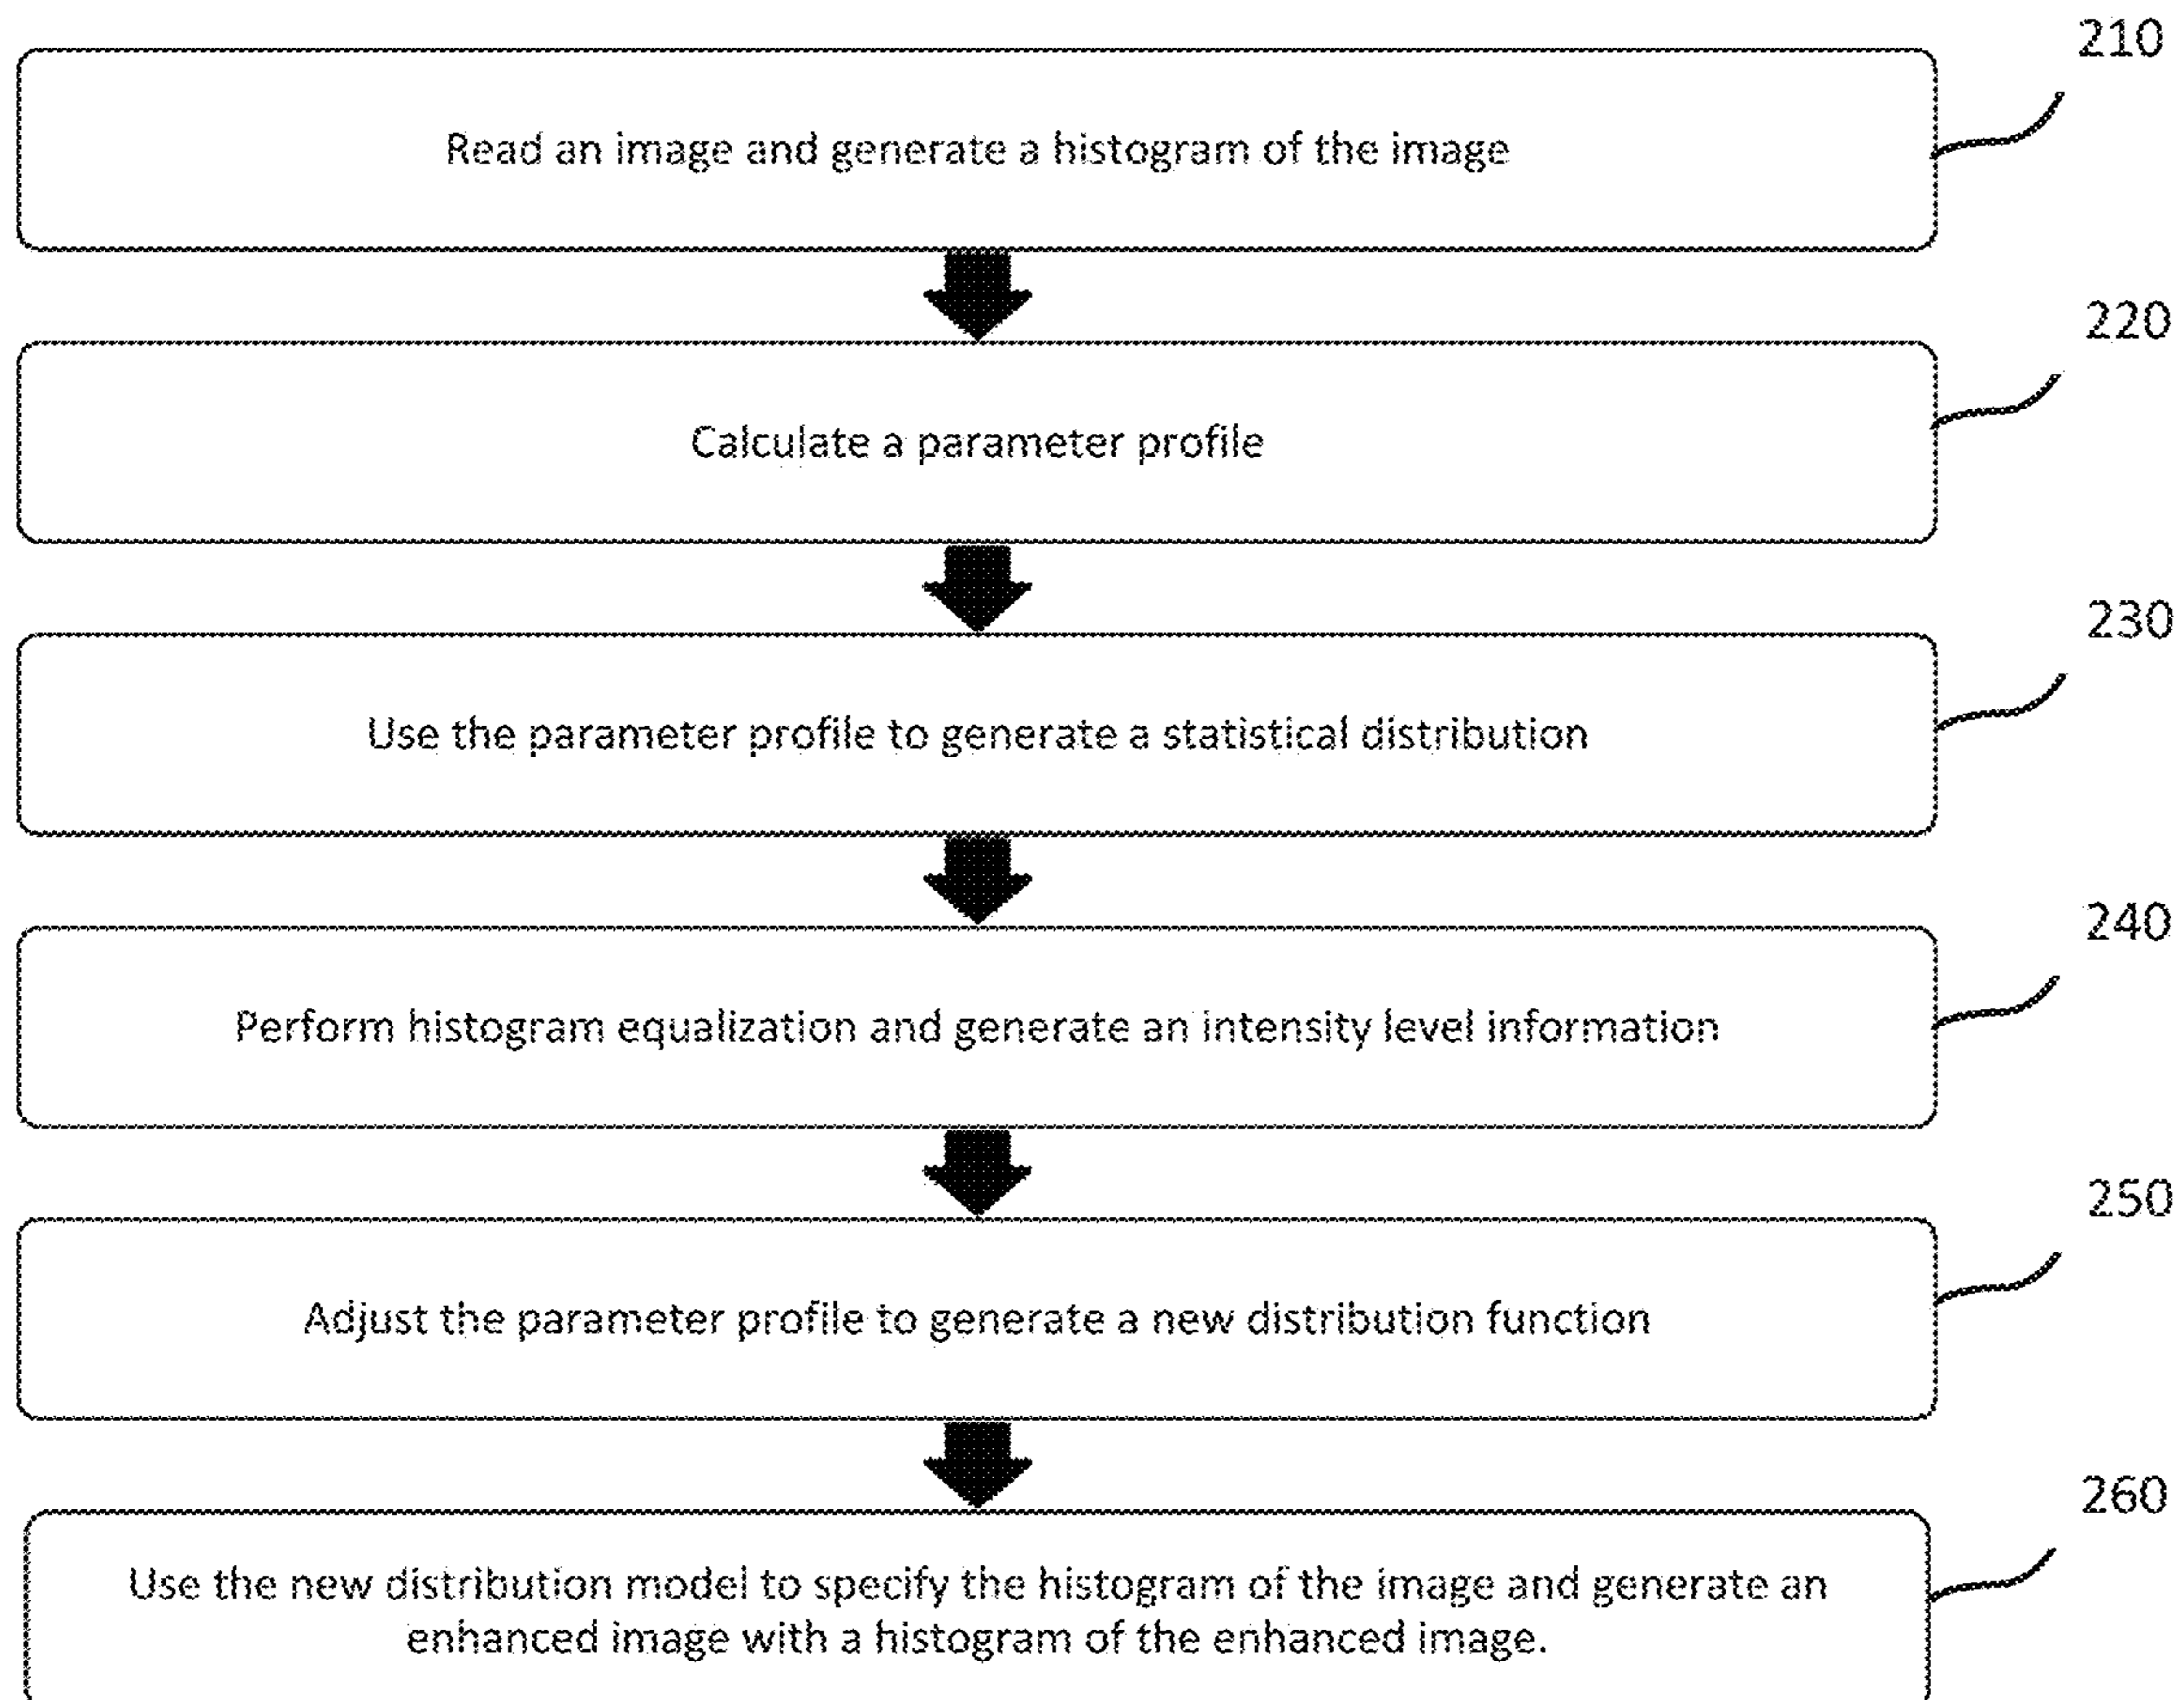 210
Read an image and generate a histogram of the image
220
Calculate a parameter profile
230
Use the parameter profile to generate a statistical distribution
240
Perform histogram equalization and generate an intensity level information
250
Adjust the parameter profile to generate a new distribution function
260
Use the new distribution model to specify the histogram of the image and generate an
enhanced image with a histogram of the enhanced image.